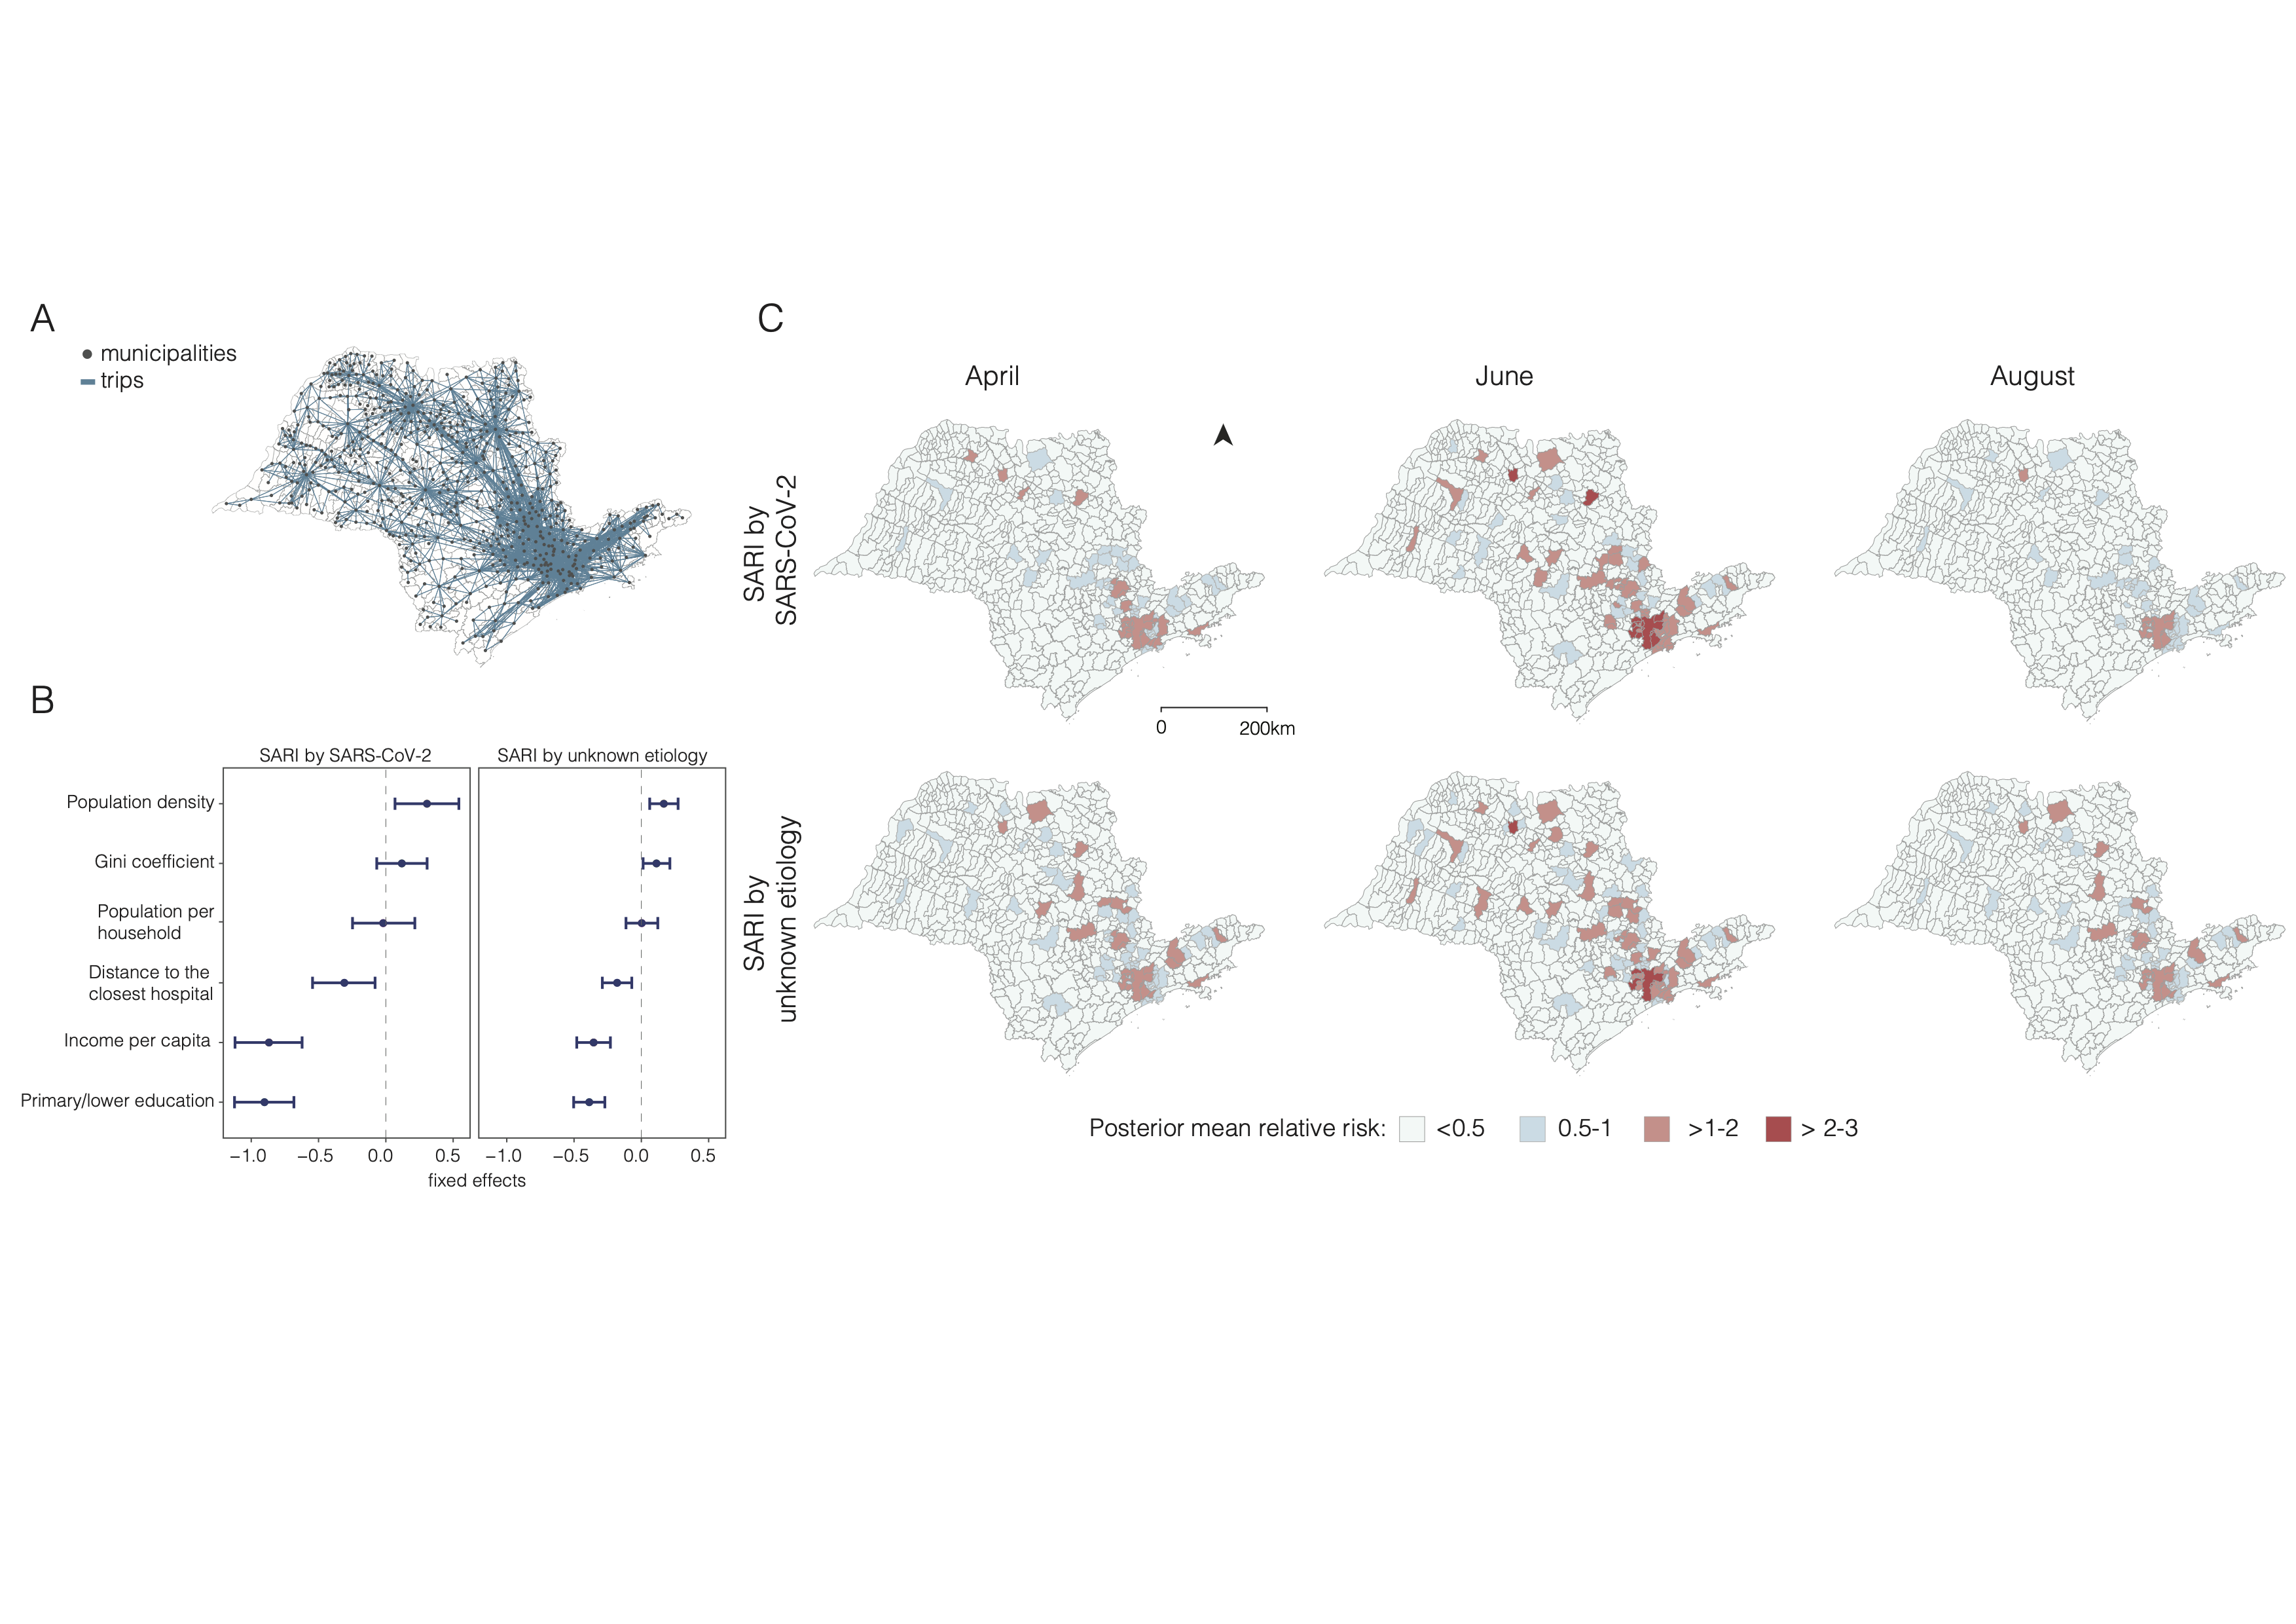 A
municipalities
trips
B
SARI by SARS-CoV-2
SARI by unknown etiology
Population density
Gini coefficient
Population per
household
Distance to the
closest hospital
Income per capita
Primary/lower education
−1.0 −0.5 0.0 0.5
−1.0 −0.5 0.0 0.5
fixed effects
C
April
June
August
SARI by
SARS-CoV-2
0 200km
SARI by
unknown etiology
Posterior mean relative risk: <0.5 0.5-1 >1-2 > 2-3